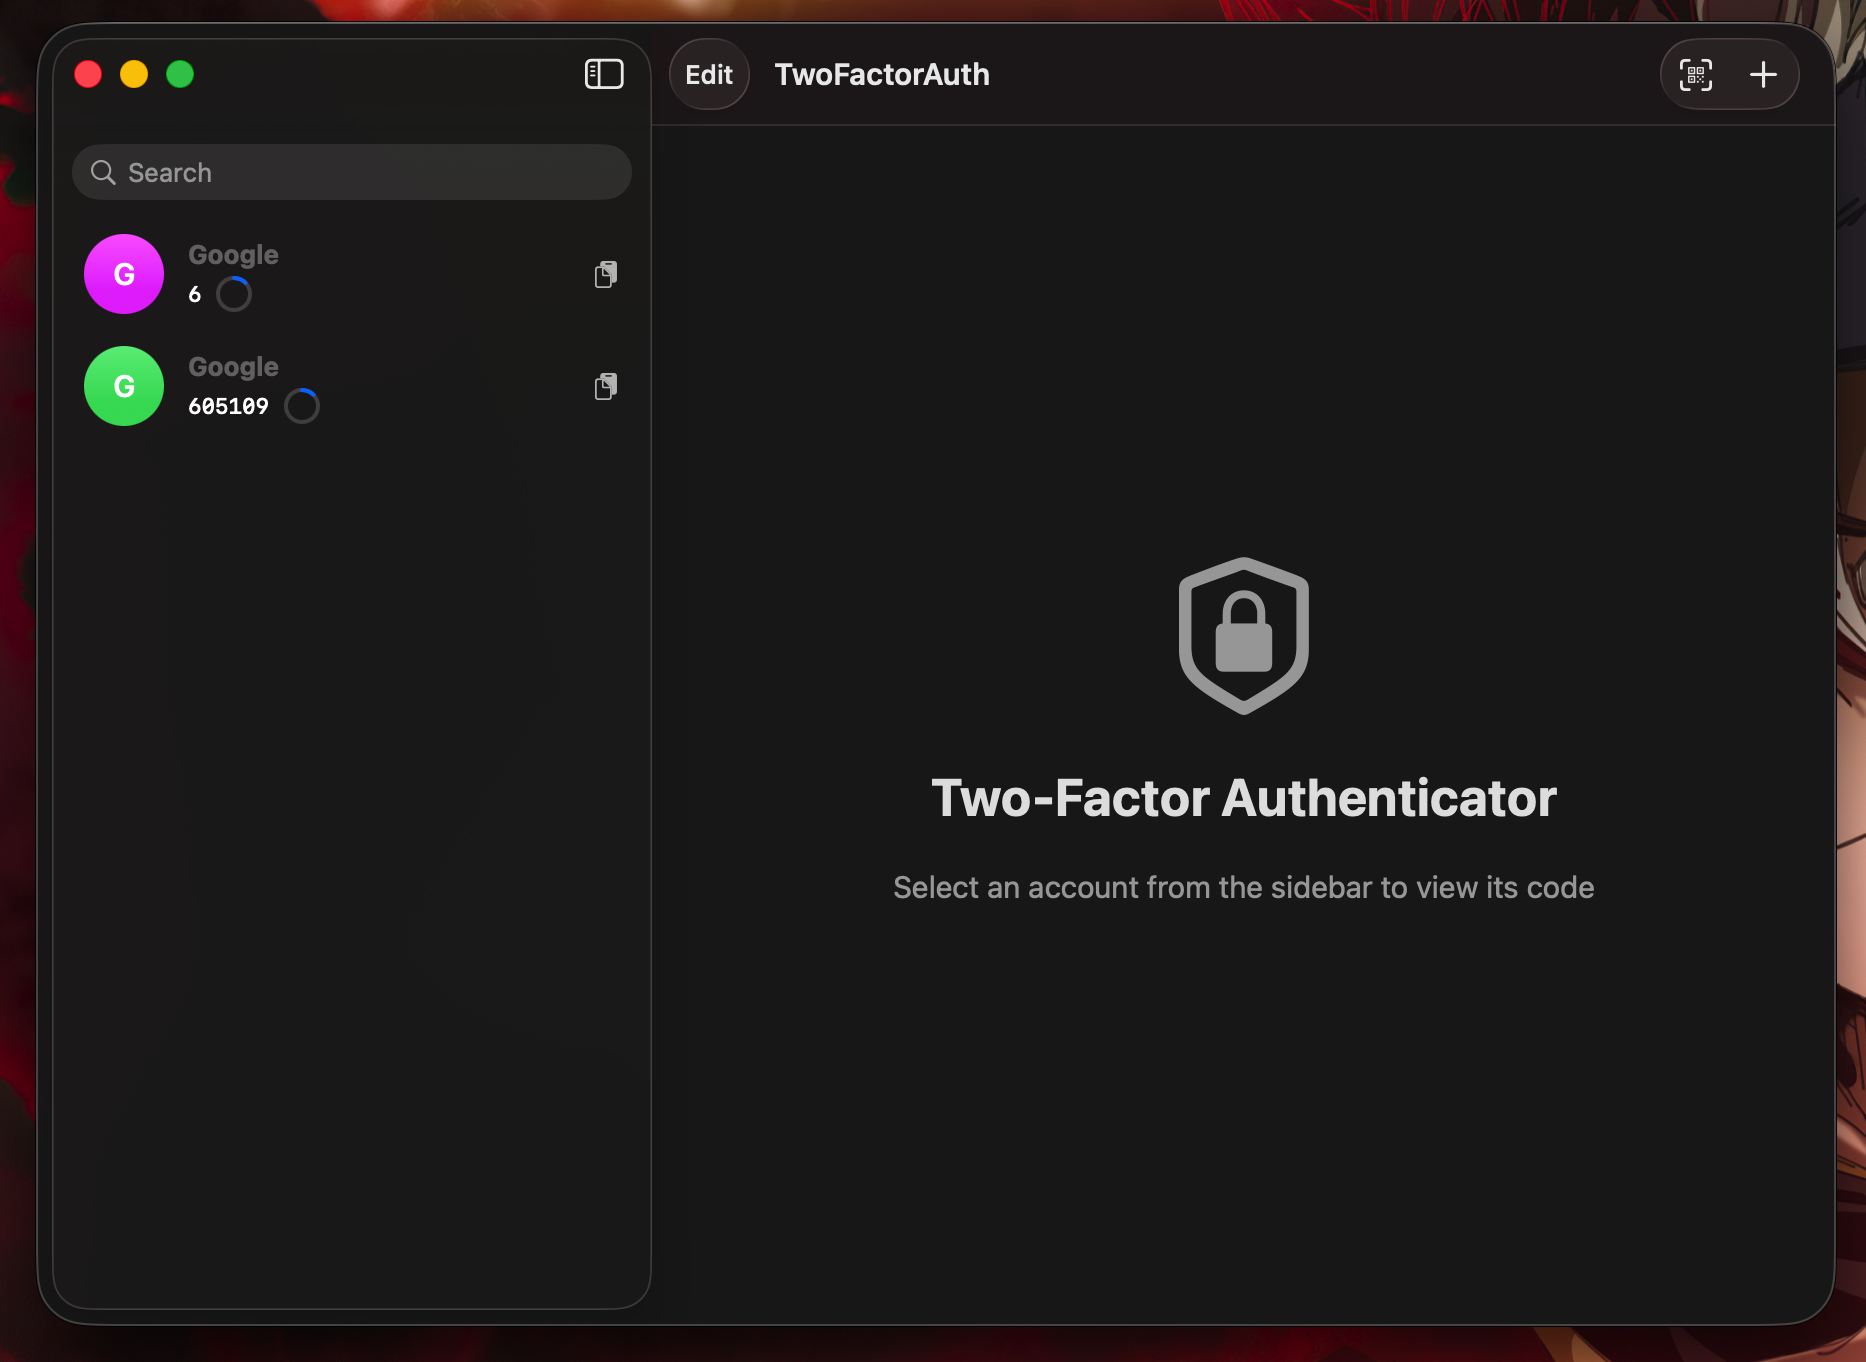 Edit
TwoFactorAuth
Search
G
Google
6
G
Google
605109
Two-Factor Authenticator
Select an account from the sidebar to view its code